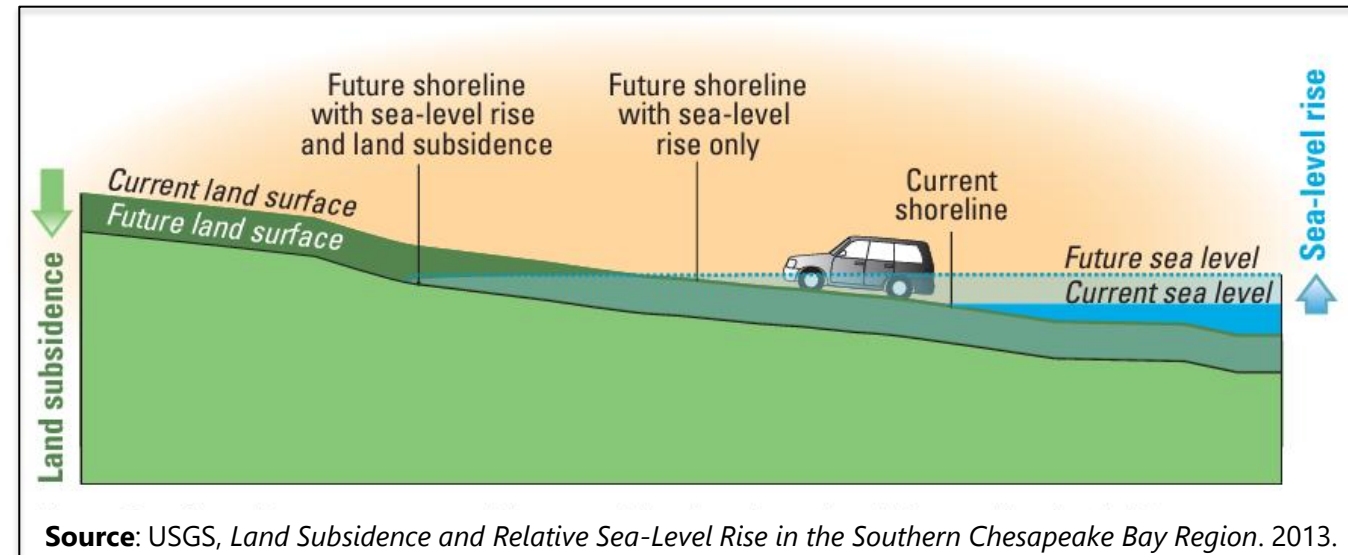 Future shoreline
with sea-level rise
and land subsidence
Future shoreline
with sea-level
rise only
Current
shoreline
Current land surface
Future land surface
Future sea level
Current sea level
Land subsidence
Sea-level rise
Source: USGS, Land Subsidence and Relative Sea-Level Rise in the Southern Chesapeake Bay Region. 2013.